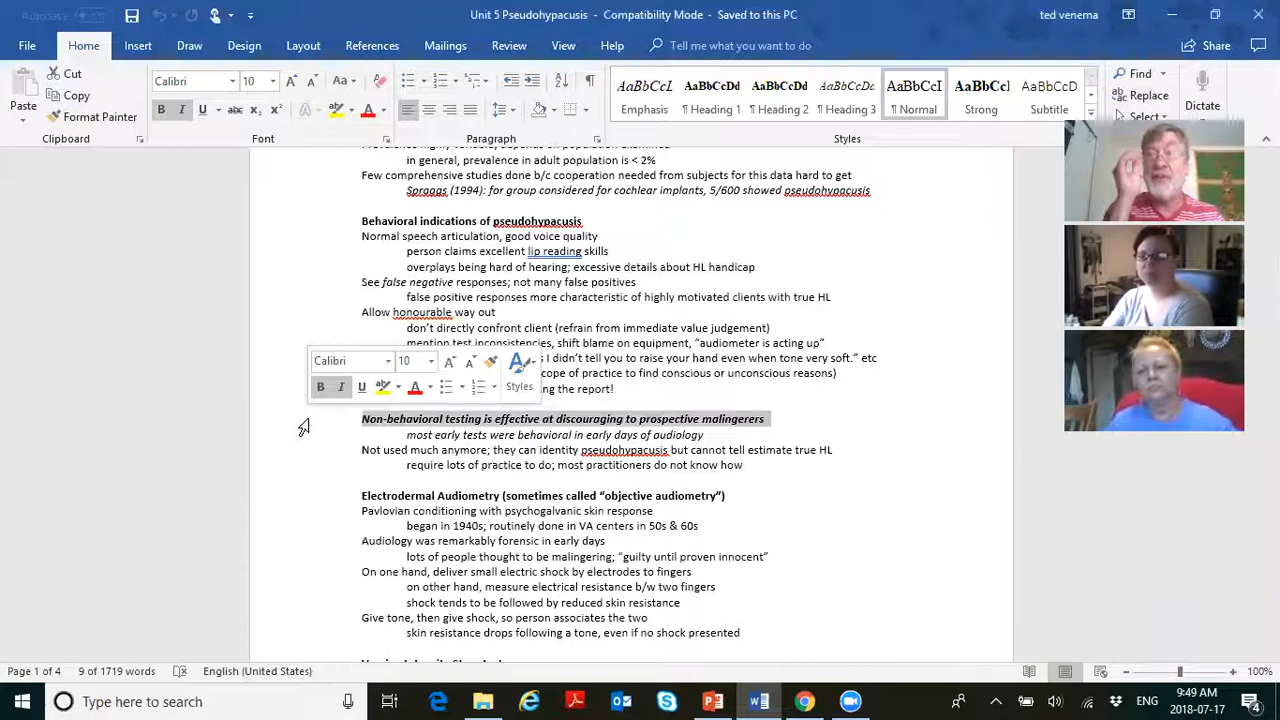 AutoSave
Off
Unit 5 Pseudohypacusis - Compatibility Mode - Saved to this PC
ted venema
File Home Insert Draw Design Layout References Mailings Review View Help Tell me what you want to do
Share
Paste
Cut
Copy
Format Painter
Calibri 10
Aa
B I U abc x₂ x²
AaBbCcL AaBbCcDd AaBbCcDd AaBbCcDc AaBbCcI AaBbCc AaBbCcD
Emphasis ¶ Heading 1 ¶ Heading 2 ¶ Heading 3 ¶ Normal Strong Subtitle
Find
Replace
Select
Dictate
Clipboard Font Paragraph Styles
in general, prevalence in adult population is < 2%
Few comprehensive studies done b/c cooperation needed from subjects for this data hard to get
Spraggs (1994): for group considered for cochlear implants, 5/600 showed pseudohypacusis
Behavioral indications of pseudohypacusis
Normal speech articulation, good voice quality
person claims excellent lip reading skills
overplays being hard of hearing; excessive details about HL handicap
See false negative responses; not many false positives
false positive responses more characteristic of highly motivated clients with true HL
Allow honourable way out
don't directly confront client (refrain from immediate value judgement)
mention test inconsistencies, shift blame on equipment, "audiometer is acting up"
I didn't tell you to raise your hand even when tone very soft." etc
cope of practice to find conscious or unconscious reasons)
ng the report!
Calibri 10
B I U
Styles
Non-behavioral testing is effective at discouraging to prospective malingerers
most early tests were behavioral in early days of audiology
Not used much anymore; they can identity pseudohypacusis but cannot tell estimate true HL
require lots of practice to do; most practitioners do not know how
Electrodermal Audiometry (sometimes called "objective audiometry")
Pavlovian conditioning with psychogalvanic skin response
began in 1940s; routinely done in VA centers in 50s & 60s
Audiology was remarkably forensic in early days
lots of people thought to be malingering; "guilty until proven innocent"
On one hand, deliver small electric shock by electrodes to fingers
on other hand, measure electrical resistance b/w two fingers
shock tends to be followed by reduced skin resistance
Give tone, then give shock, so person associates the two
skin resistance drops following a tone, even if no shock presented
Page 1 of 4 9 of 1719 words English (United States)
100%
Type here to search
ENG
9:49 AM
2018-07-17
4